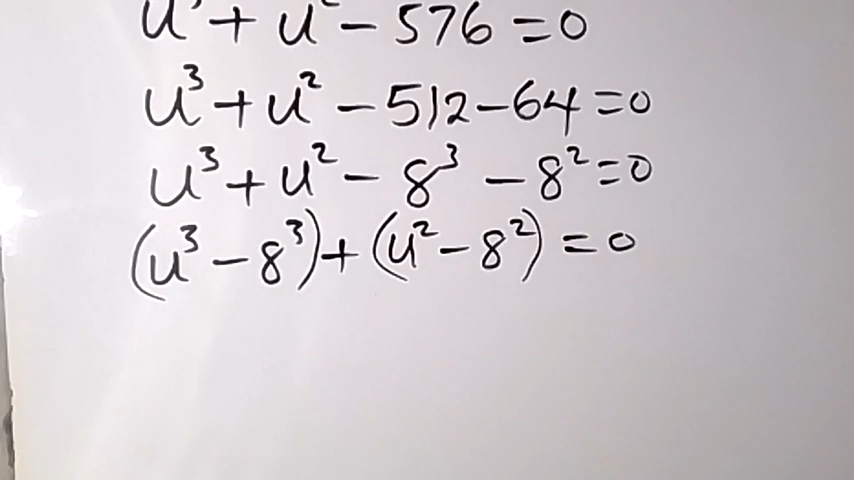 u³ + u² − 576 = 0
u³ + u² − 512 − 64 = 0
u³ + u² − 8³ − 8² = 0
(u³ − 8³) + (u² − 8²) = 0